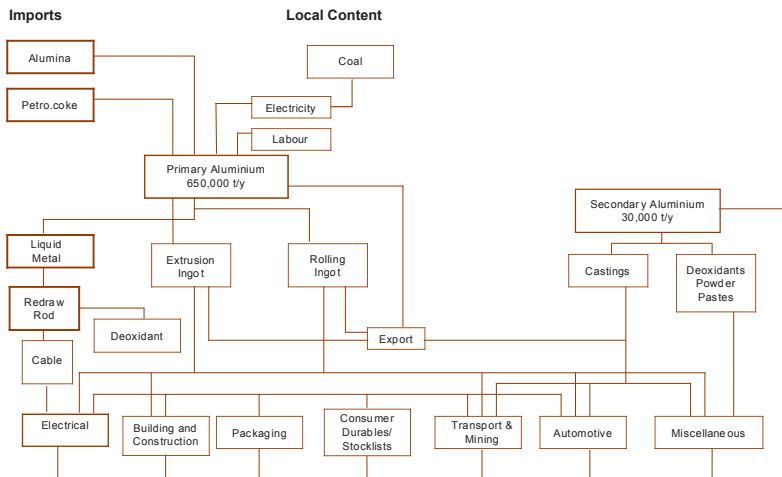 Imports
Local Content
Alumina
Coal
Petro.coke
Electricity
Labour
Primary Aluminium
650,000 t/y
Secondary Aluminium
30,000 t/y
Liquid
Metal
Extrusion
Ingot
Rolling
Ingot
Castings
Deoxidants
Powder
Pastes
Redraw
Rod
Deoxidant
Export
Cable
Electrical
Building and
Construction
Packaging
Consumer
Durables/
Stocklists
Transport &
Mining
Automotive
Miscellaneous